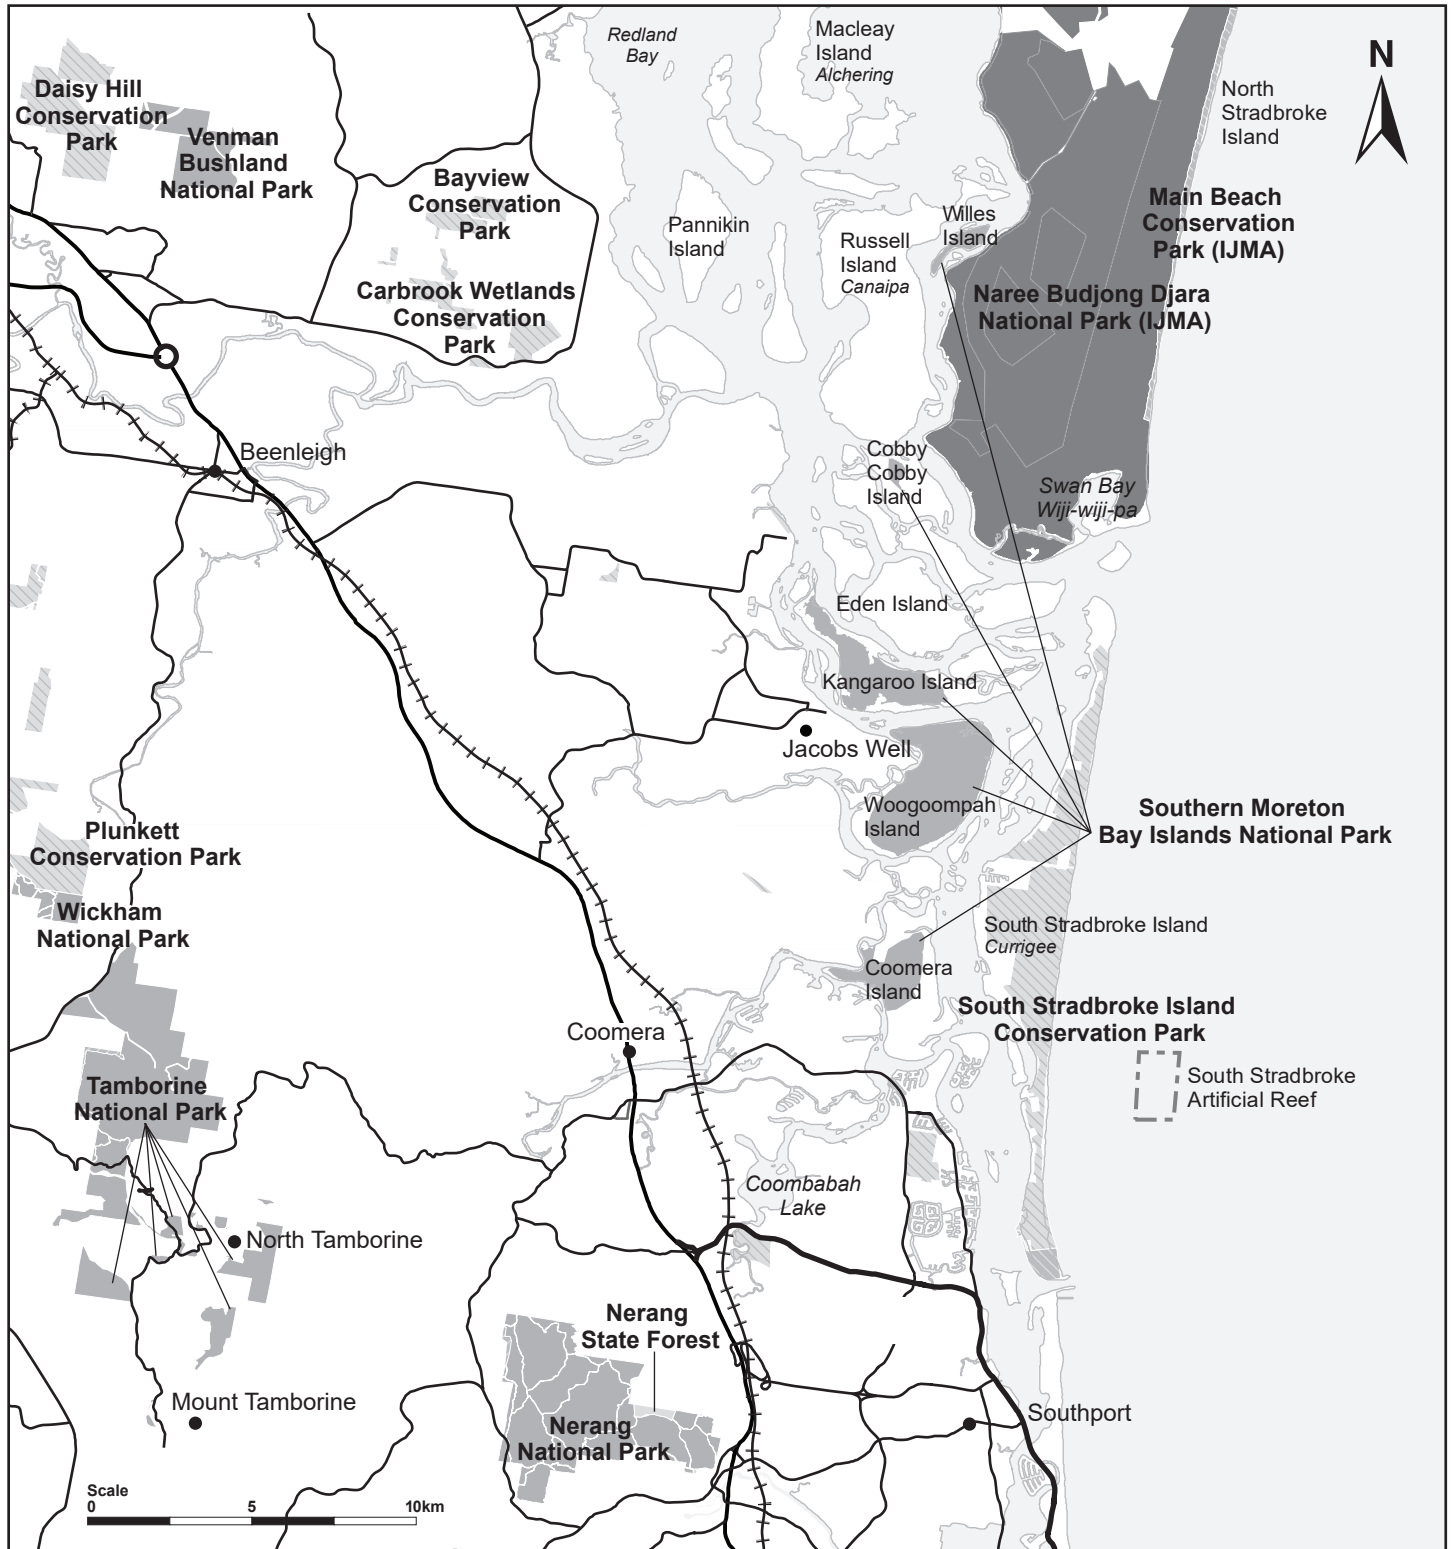 Redland
Bay
Macleay
Island
Alchering
N
Daisy Hill
Conservation
Park
Venman
Bushland
National Park
North
Stradbroke
Island
Bayview
Conservation
Park
Main Beach
Conservation
Park (IJMA)
Pannikin
Island
Willes
Island
Russell
Island
Canaipa
Carbrook Wetlands
Conservation
Park
Naree Budjong Djara
National Park (IJMA)
Beenleigh
Cobby
Cobby
Island
Swan Bay
Wiji-wiji-pa
Eden Island
Kangaroo Island
Jacobs Well
Woogoompah
Island
Southern Moreton
Bay Islands National Park
Plunkett
Conservation Park
Wickham
National Park
South Stradbroke Island
Currigee
Coomera
Island
South Stradbroke Island
Conservation Park
Coomera
South Stradbroke
Artificial Reef
Tamborine
National Park
Coombabah
Lake
North Tamborine
Nerang
State Forest
Mount Tamborine
Nerang
National Park
Southport
Scale
0 5 10km